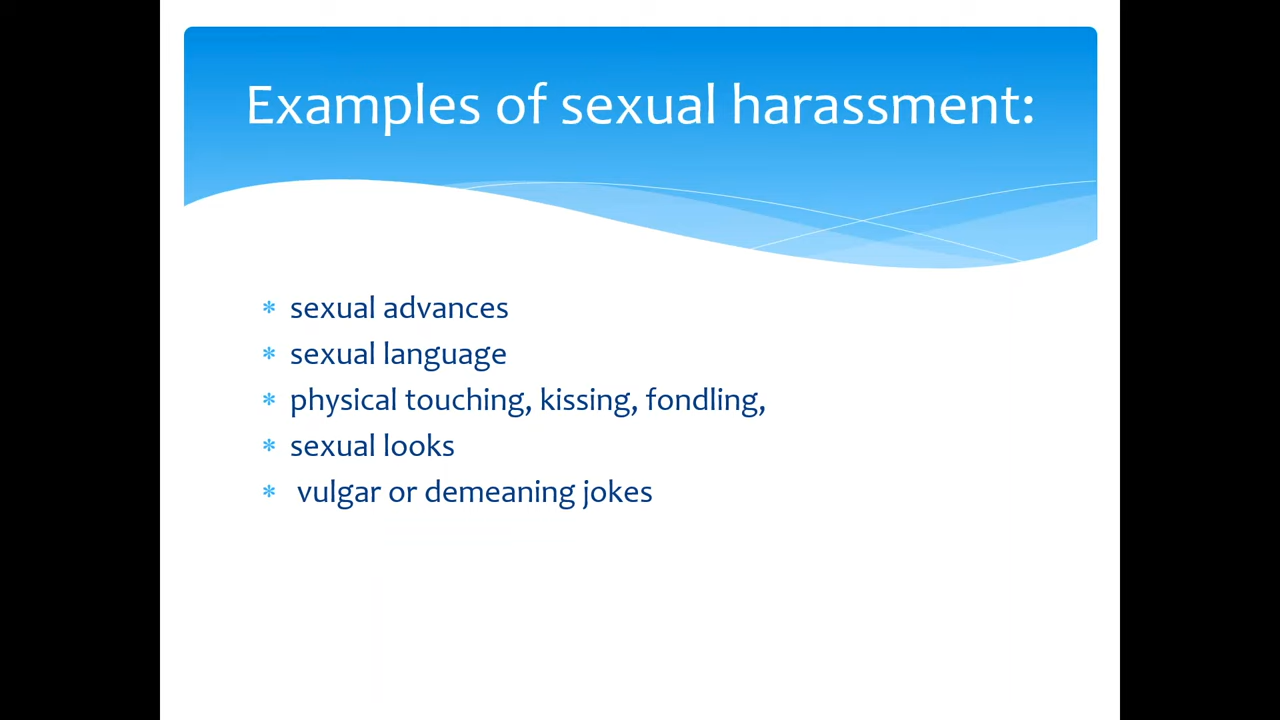 Examples of sexual harassment:
* sexual advances
* sexual language
* physical touching, kissing, fondling,
* sexual looks
* vulgar or demeaning jokes